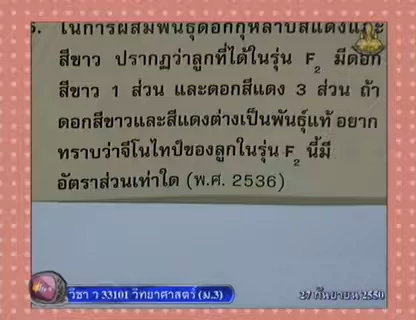 5. ในการผสมพันธุ์ดอกกุหลาบสีแดงและ
สีขาว ปรากฏว่าลูกที่ได้ในรุ่น F₂ มีดอก
สีขาว 1 ส่วน และดอกสีแดง 3 ส่วน ถ้า
ดอกสีขาวและสีแดงต่างเป็นพันธุ์แท้ อยาก
ทราบว่าจีโนไทป์ของลูกในรุ่น F₂ นี้มี
อัตราส่วนเท่าใด (พ.ศ. 2536)
วิชา ว 33101 วิทยาศาสตร์ (ม.3)
27 กันยายน 2550